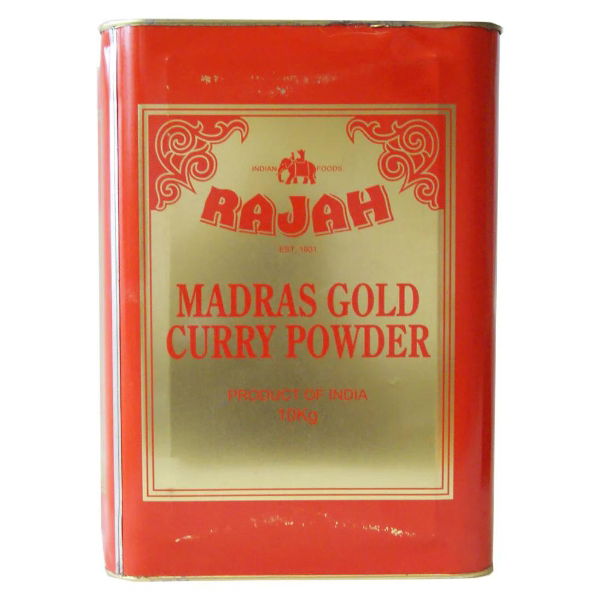 INDIAN FOODS
RAJAH
EST, 1931
MADRAS GOLD
CURRY POWDER
PRODUCT OF INDIA
10Kg